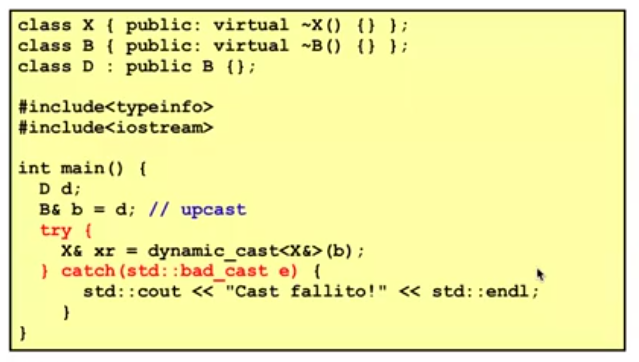 class X { public: virtual ~X() {} };
class B { public: virtual ~B() {} };
class D : public B {};
#include<typeinfo>
#include<iostream>
int main() {
D d;
B& b = d; // upcast
try {
X& xr = dynamic_cast<X&>(b);
} catch(std::bad_cast e) {
std::cout << "Cast fallito!" << std::endl;
}
}